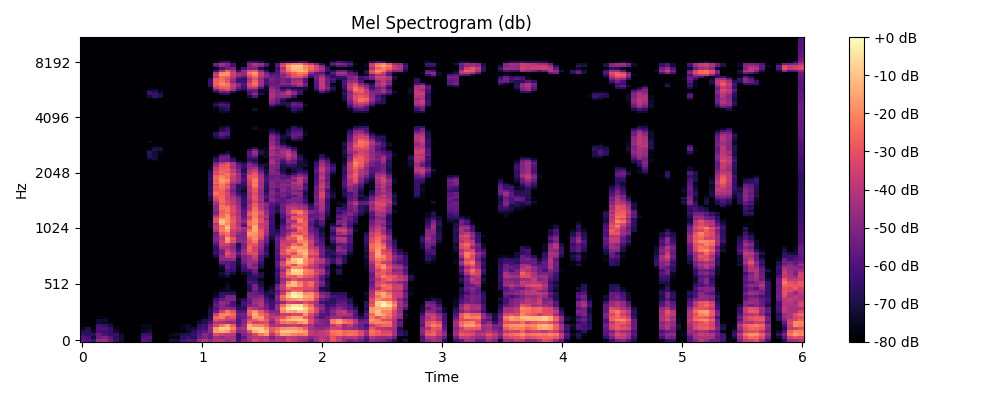 Mel Spectrogram (db)
8192
4096
2048
1024
512
0
Hz
0 1 2 3 4 5 6
Time
+0 dB
-10 dB
-20 dB
-30 dB
-40 dB
-50 dB
-60 dB
-70 dB
-80 dB